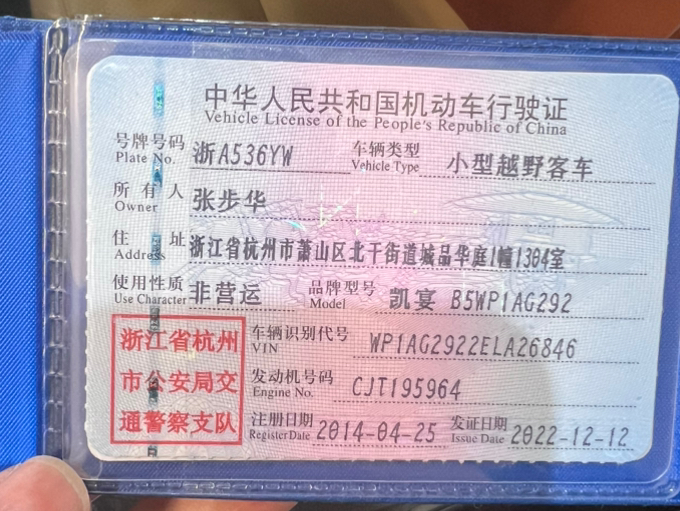 中华人民共和国机动车行驶证
Vehicle License of the People's Republic of China
号牌号码 浙A536YW 车辆类型 小型越野客车
Plate No. Vehicle Type
所有人 张步华
Owner
住址 浙江省杭州市萧山区北干街道城品华庭1幢1304室
Address
使用性质 非营运 品牌型号 凯宴 B5WP1AG292
Use Character Model
浙江省杭州
市公安局交
通警察支队
车辆识别代号 WP1AG2922ELA26846
VIN
发动机号码 CJT195964
Engine No.
注册日期 2014-04-25 发证日期 2022-12-12
Register Date Issue Date